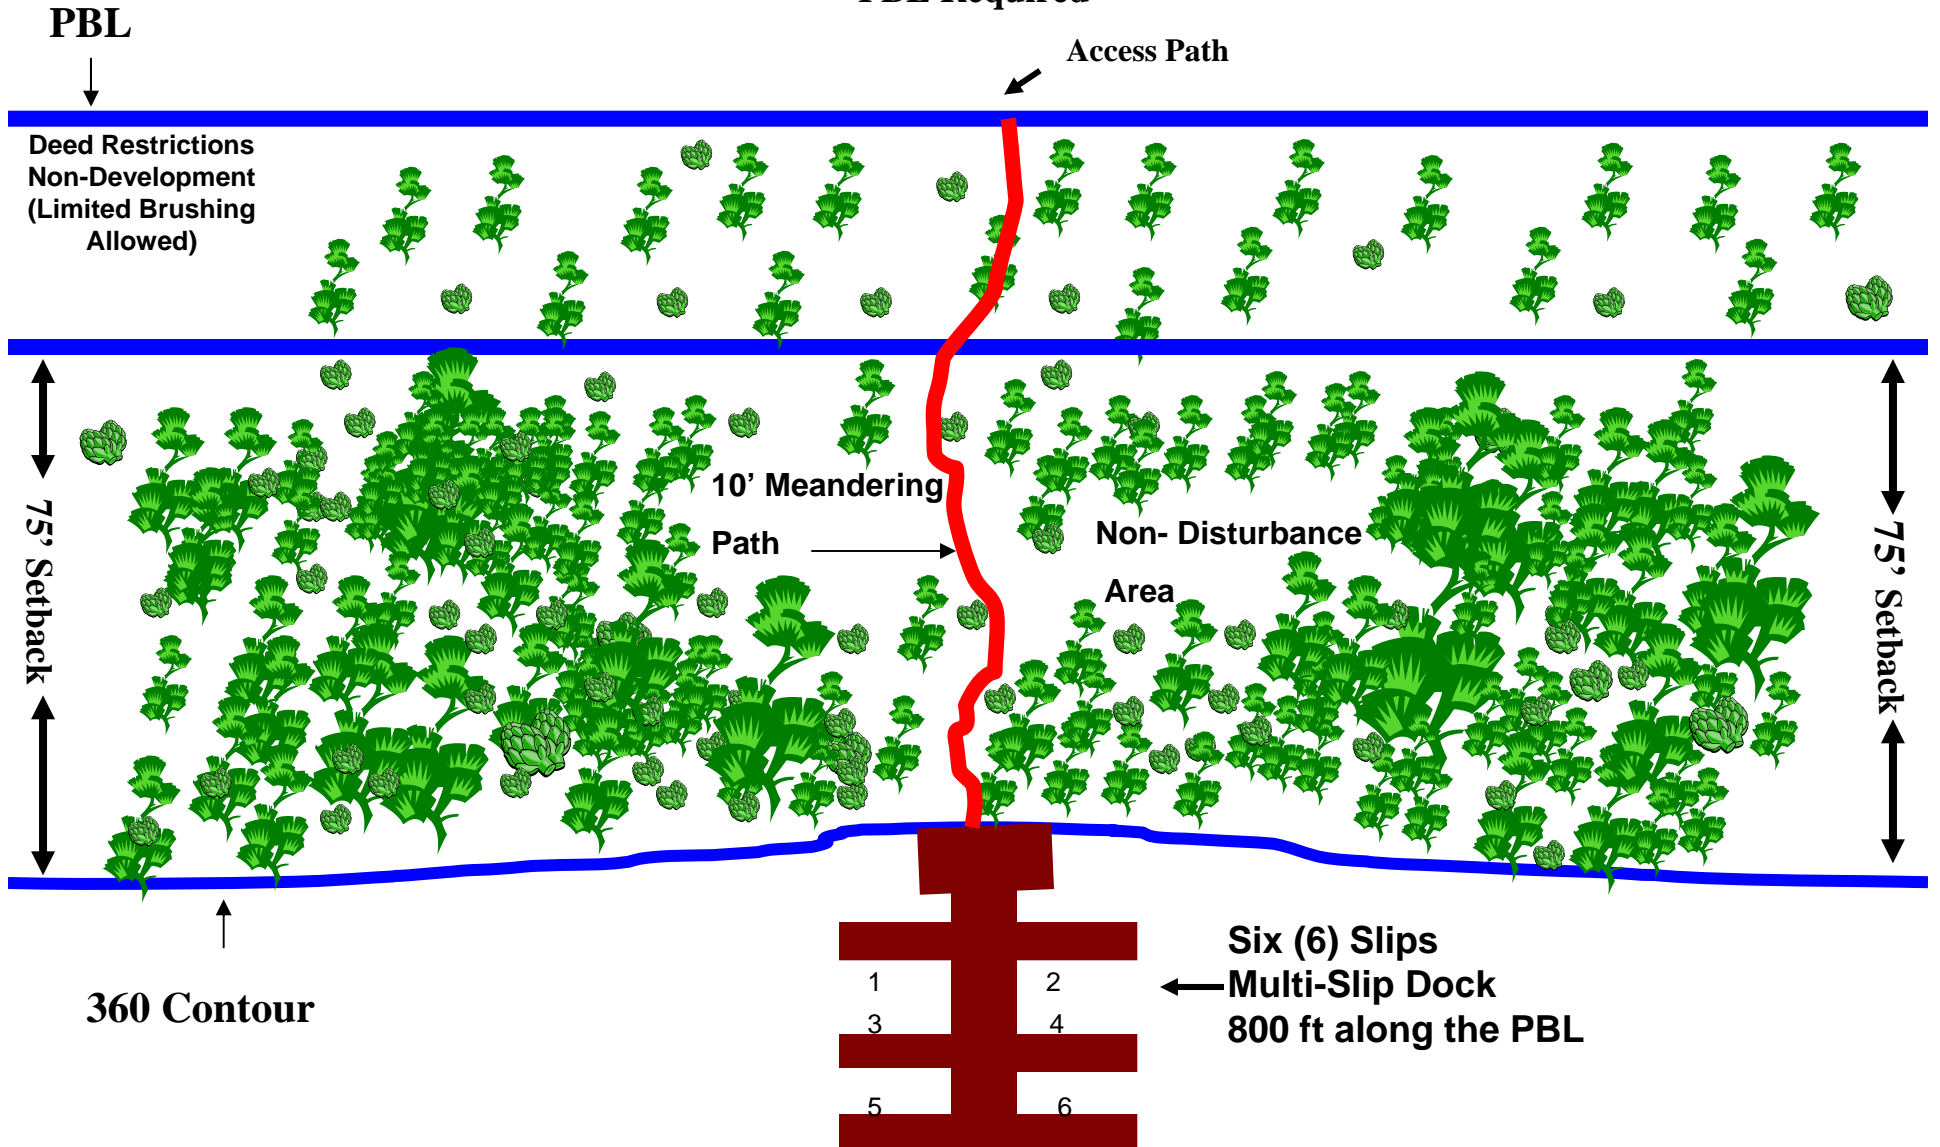 PBL Required
PBL
Access Path
Deed Restrictions
Non-Development
(Limited Brushing
Allowed)
10’ Meandering
Path
Non- Disturbance
Area
75’ Setback
75’ Setback
360 Contour
Six (6) Slips
Multi-Slip Dock
800 ft along the PBL
1 2
3 4
5 6